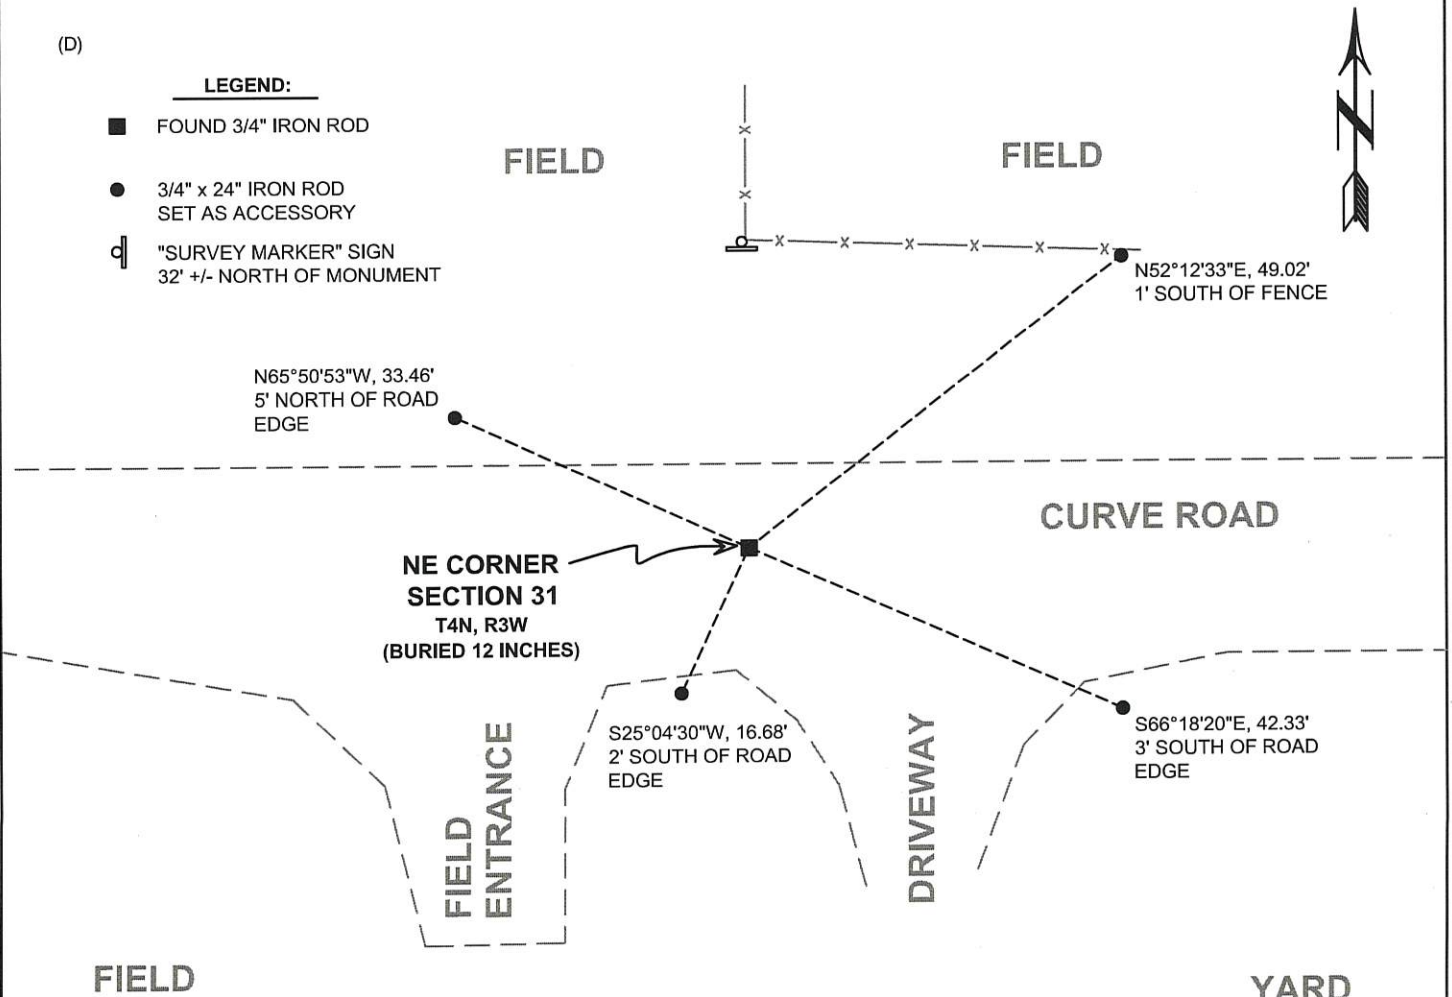 (D)
LEGEND:
FOUND 3/4" IRON ROD
3/4" x 24" IRON ROD
SET AS ACCESSORY
"SURVEY MARKER" SIGN
32' +/- NORTH OF MONUMENT
FIELD
FIELD
N
N52°12'33"E, 49.02'
1' SOUTH OF FENCE
N65°50'53"W, 33.46'
5' NORTH OF ROAD
EDGE
CURVE ROAD
NE CORNER
SECTION 31
T4N, R3W
(BURIED 12 INCHES)
S25°04'30"W, 16.68'
2' SOUTH OF ROAD
EDGE
S66°18'20"E, 42.33'
3' SOUTH OF ROAD
EDGE
FIELD
ENTRANCE
DRIVEWAY
FIELD
YARD